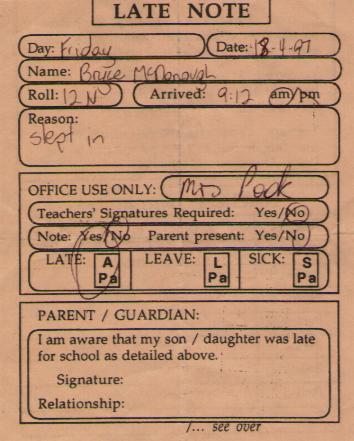 LATE NOTE
Day: Friday Date: 18-4-97
Name: Bryce McDonough
Roll: 12 N Arrived: 9:12 am/pm
Reason:
slept in
OFFICE USE ONLY: Mrs Pook
Teachers' Signatures Required: Yes/No
Note: Yes/No Parent present: Yes/No
LATE: A Pa LEAVE: L Pa SICK: S Pa
PARENT / GUARDIAN:
I am aware that my son / daughter was late
for school as detailed above.
Signature:
Relationship:
/... see over